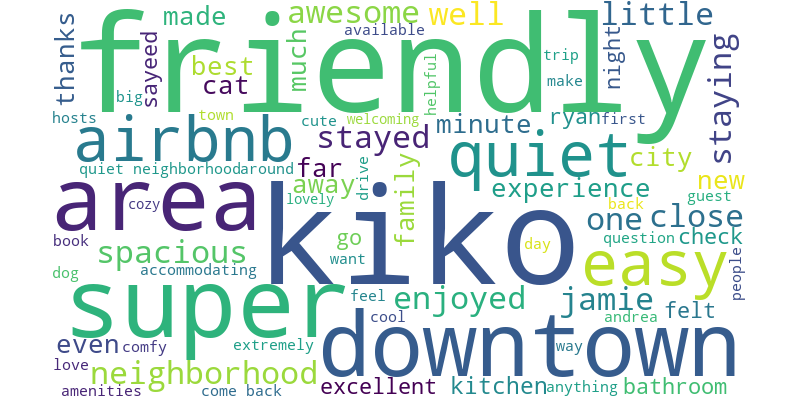 thanks
made
friendly
awesome
well
little
available
sayeed
best
cat
much
trip
make
helpful
night
staying
big
hosts
town
cute
welcoming
airbnb
stayed
minute
ryan
first
quiet
city
quiet neighborhood
around
far
away
drive
family
experience
new
area
cozy
lovely
kiko
guest
back
one
close
book
spacious
go
want
day
question
check
easy
people
dog
accommodating
super
feel
enjoyed
jamie
felt
cool
andrea
downtown
even
comfy
extremely
way
love
neighborhood
amenities
come back
excellent
kitchen
anything
bathroom